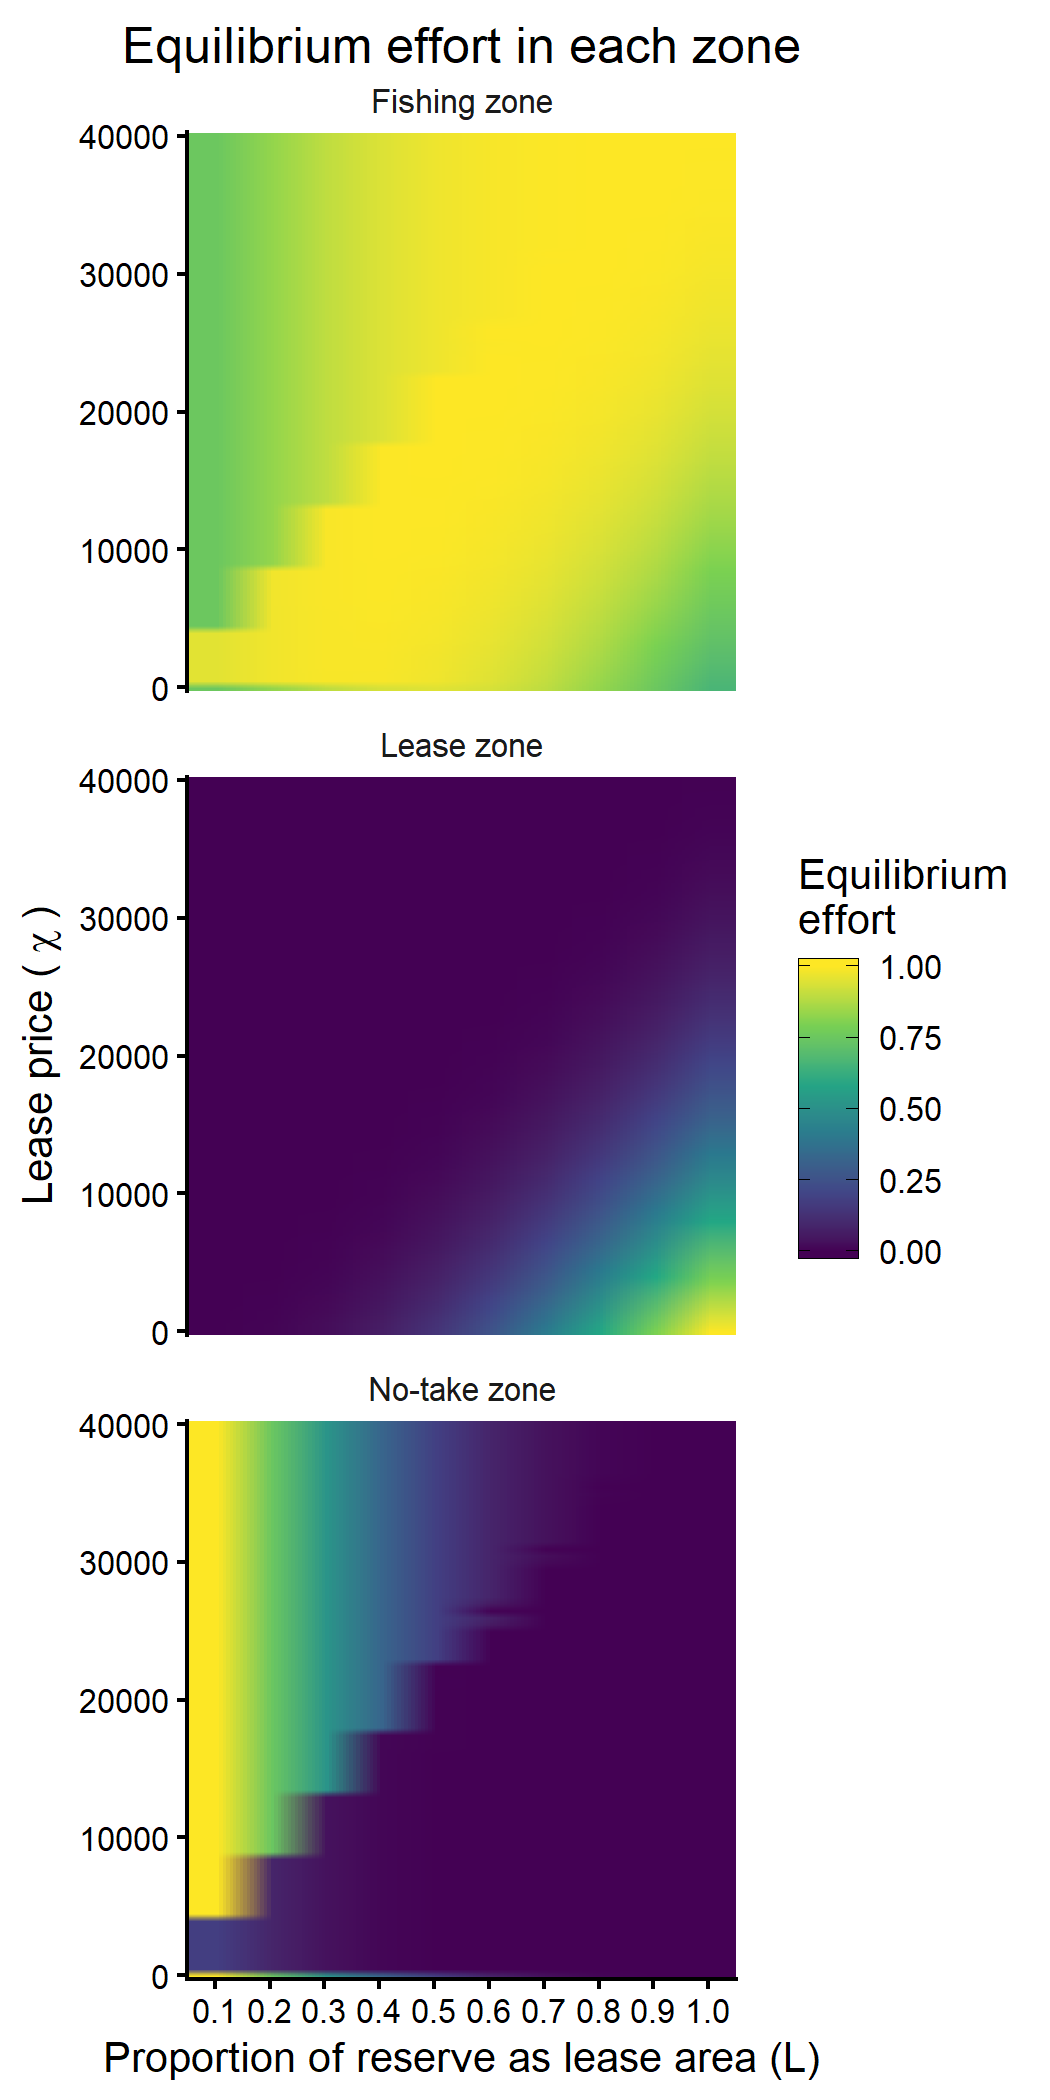 Equilibrium effort in each zone
Fishing zone
40000
30000
20000
10000
0
Lease zone
40000
30000
20000
10000
0
Lease price ( χ )
Equilibrium
effort
1.00
0.75
0.50
0.25
0.00
No-take zone
40000
30000
20000
10000
0
0.1 0.2 0.3 0.4 0.5 0.6 0.7 0.8 0.9 1.0
Proportion of reserve as lease area (L)